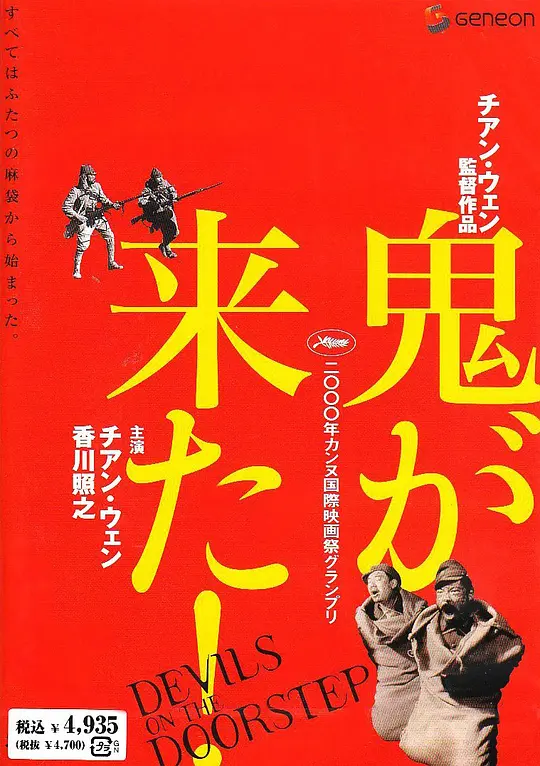 すべてはふたつの麻袋から始まった。
GENEON
チアン・ウェン
監督作品
鬼が
来た!
二〇〇〇年カンヌ国際映画祭グランプリ
主演
チアン・ウェン
香川照之
DEVILS
ON THE
DOORSTEP
税込 ¥ 4,935
(税抜 ¥4,700)
プラ
GN